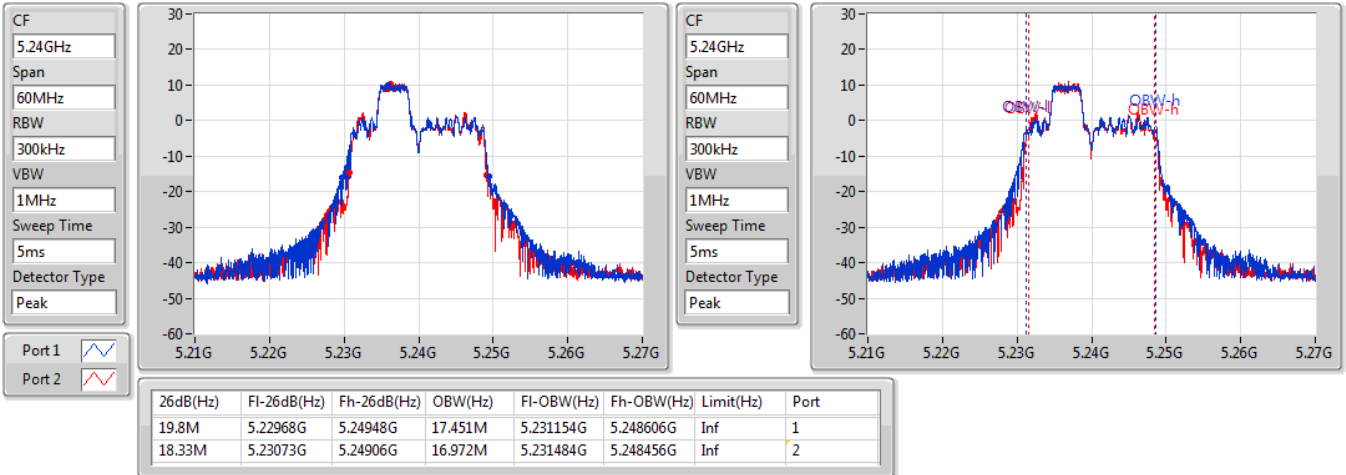 CF
5.24GHz
Span
60MHz
RBW
300kHz
VBW
1MHz
Sweep Time
5ms
Detector Type
Peak
Port 1
Port 2
30
20
10
0
-10
-20
-30
-40
-50
-60
5.21G 5.22G 5.23G 5.24G 5.25G 5.26G 5.27G
CF
5.24GHz
Span
60MHz
RBW
300kHz
VBW
1MHz
Sweep Time
5ms
Detector Type
Peak
30
20
10
0
-10
-20
-30
-40
-50
-60
OBW-l
OBW-h
OBW-h
5.21G 5.22G 5.23G 5.24G 5.25G 5.26G 5.27G
26dB(Hz) Fl-26dB(Hz) Fh-26dB(Hz) OBW(Hz) Fl-OBW(Hz) Fh-OBW(Hz) Limit(Hz) Port
19.8M 5.22968G 5.24948G 17.451M 5.231154G 5.248606G Inf 1
18.33M 5.23073G 5.24906G 16.972M 5.231484G 5.248456G Inf 2